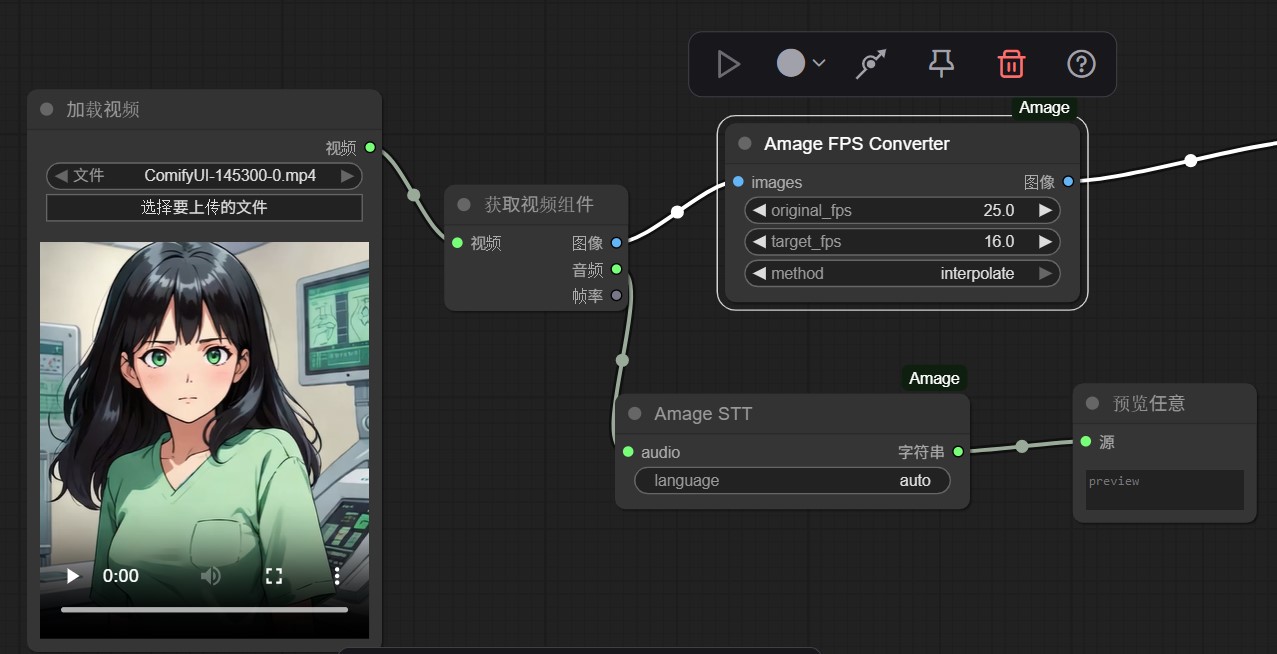 加载视频
视频
文件 ComfyUI-145300-0.mp4
选择要上传的文件
0:00
获取视频组件
视频 图像
音频
帧率
Amage
Amage FPS Converter
images 图像
original_fps 25.0
target_fps 16.0
method interpolate
Amage
Amage STT
audio 字符串
language auto
预览任意
源
preview